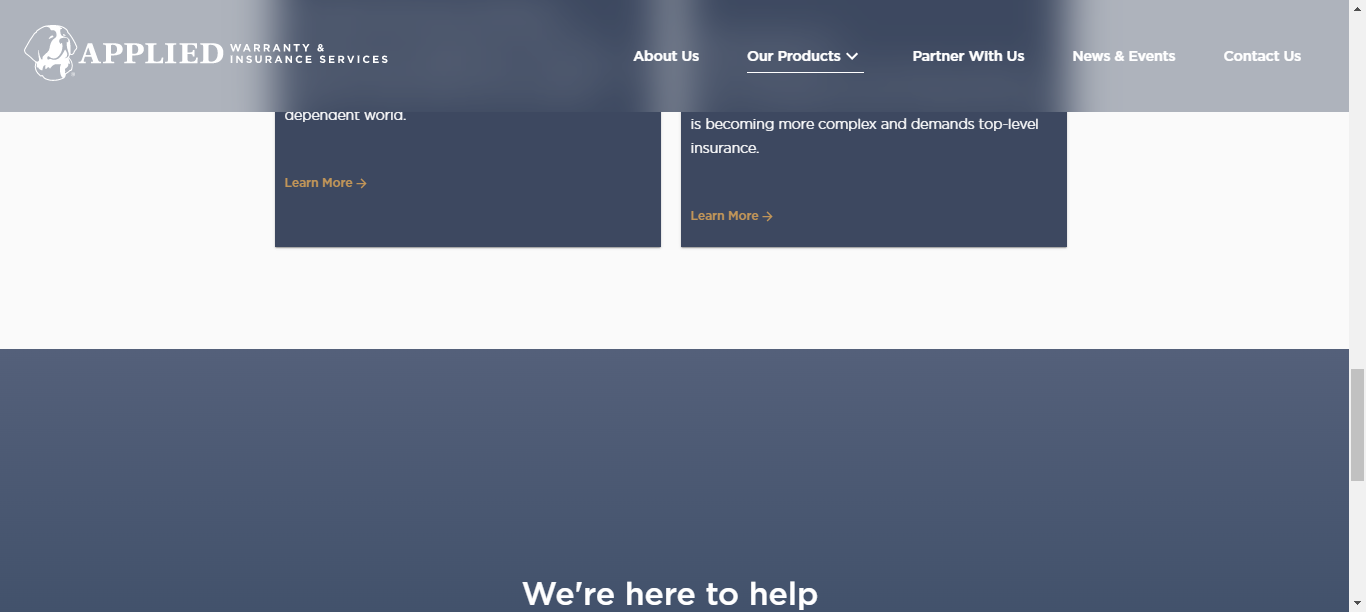 APPLIED WARRANTY &
INSURANCE SERVICES
About Us
Our Products
Partner With Us
News & Events
Contact Us
dependent world.
Learn More →
is becoming more complex and demands top-level
insurance.
Learn More →
We're here to help